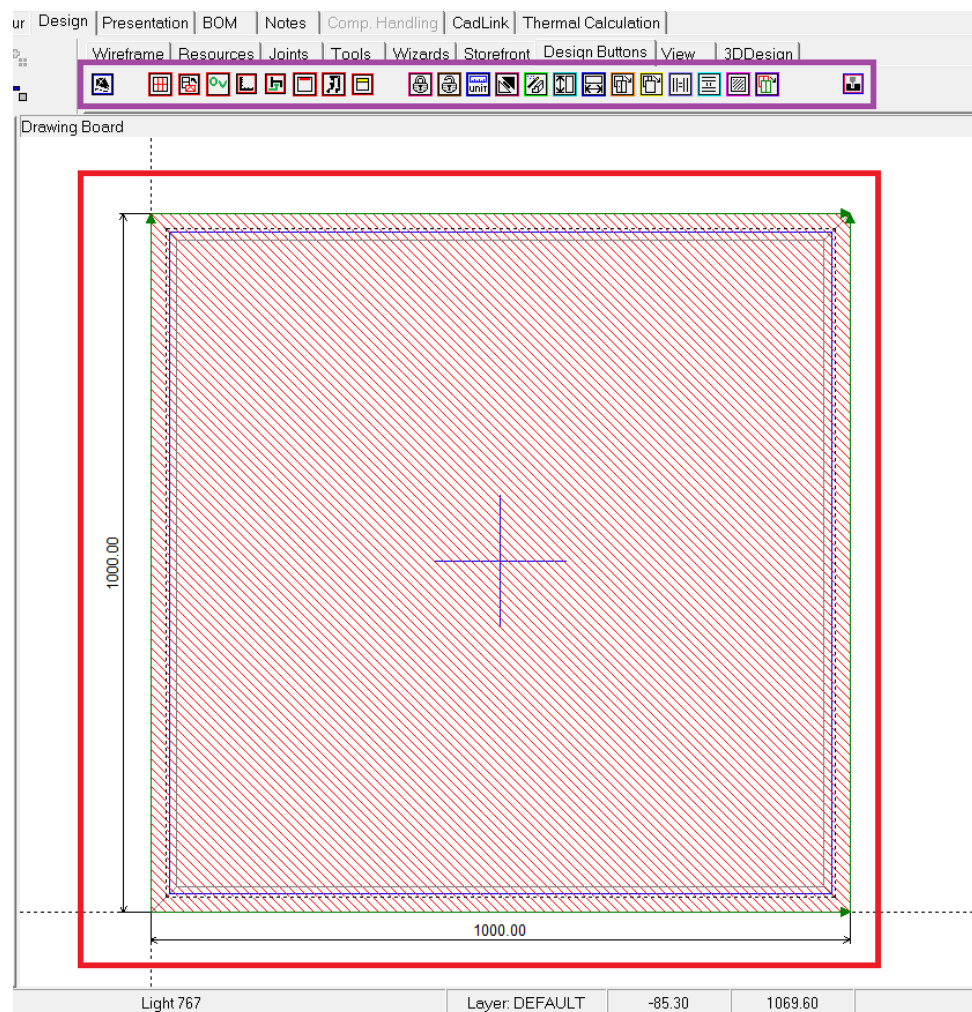 ur Design Presentation BOM Notes Comp. Handling CadLink Thermal Calculation
Wireframe Resources Joints Tools Wizards Storefront Design Buttons View 3DDesign
UNIT
Drawing Board
1000.00
1000.00
Light 767 Layer: DEFAULT -85.30 1069.60